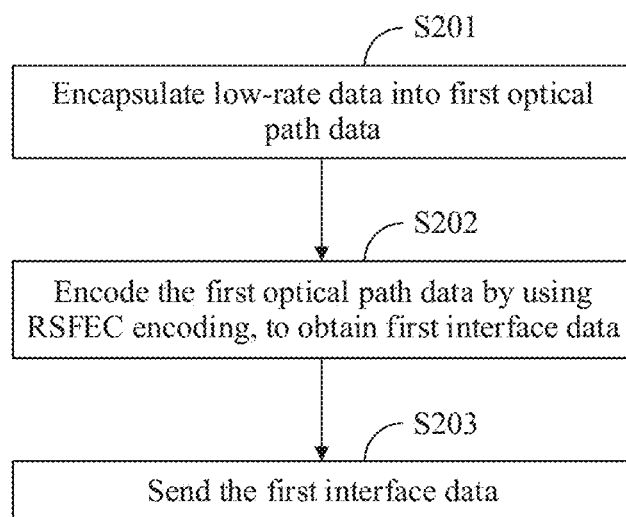 S201
Encapsulate low-rate data into first optical
path data
S202
Encode the first optical path data by using
RSFEC encoding, to obtain first interface data
S203
Send the first interface data